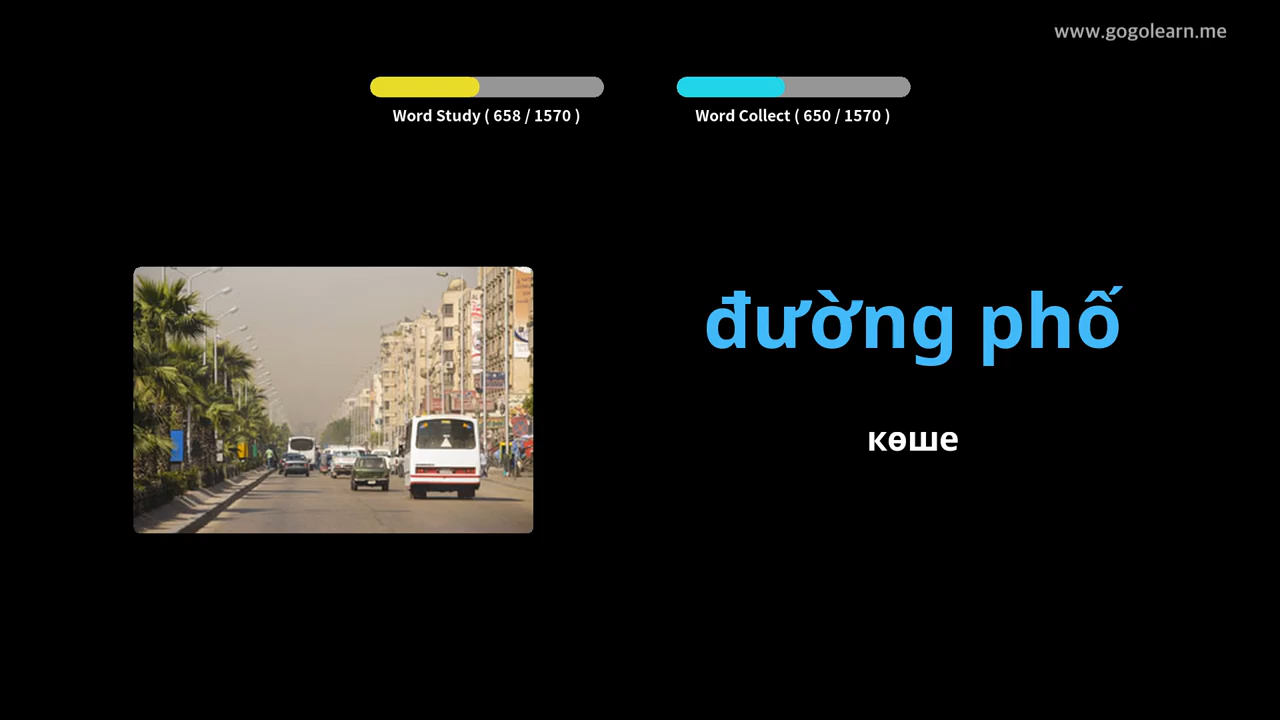 www.gogolearn.me
Word Study ( 658 / 1570 )
Word Collect ( 650 / 1570 )
đường phố
көше